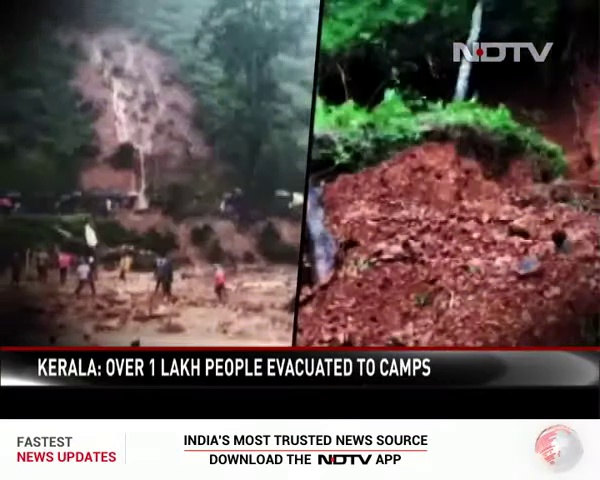 NDTV
KERALA: OVER 1 LAKH PEOPLE EVACUATED TO CAMPS
FASTEST
NEWS UPDATES
INDIA'S MOST TRUSTED NEWS SOURCE
DOWNLOAD THE NDTV APP